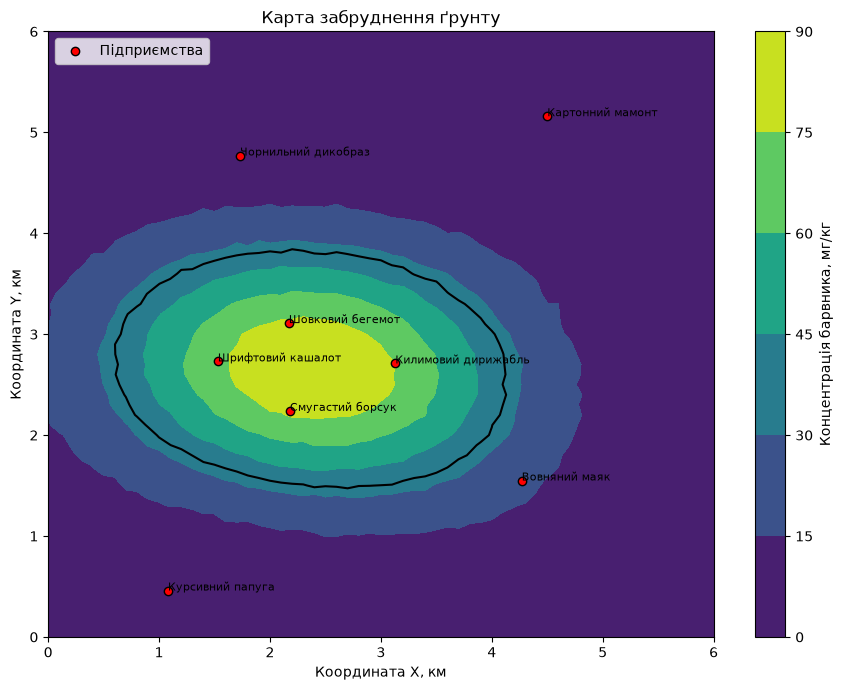 Карта забруднення ґрунту
Підприємства
Картонний мамонт
Чорнильний дикобраз
Шовковий бегемот
Шрифтовий кашалот
Килимовий дирижабль
Смугастий борсук
Вовняний маяк
Курсивний папуга
0
1
2
3
4
5
6
Координата Y, км
0 1 2 3 4 5 6
Координата X, км
90
75
60
45
30
15
0
Концентрація барвника, мг/кг